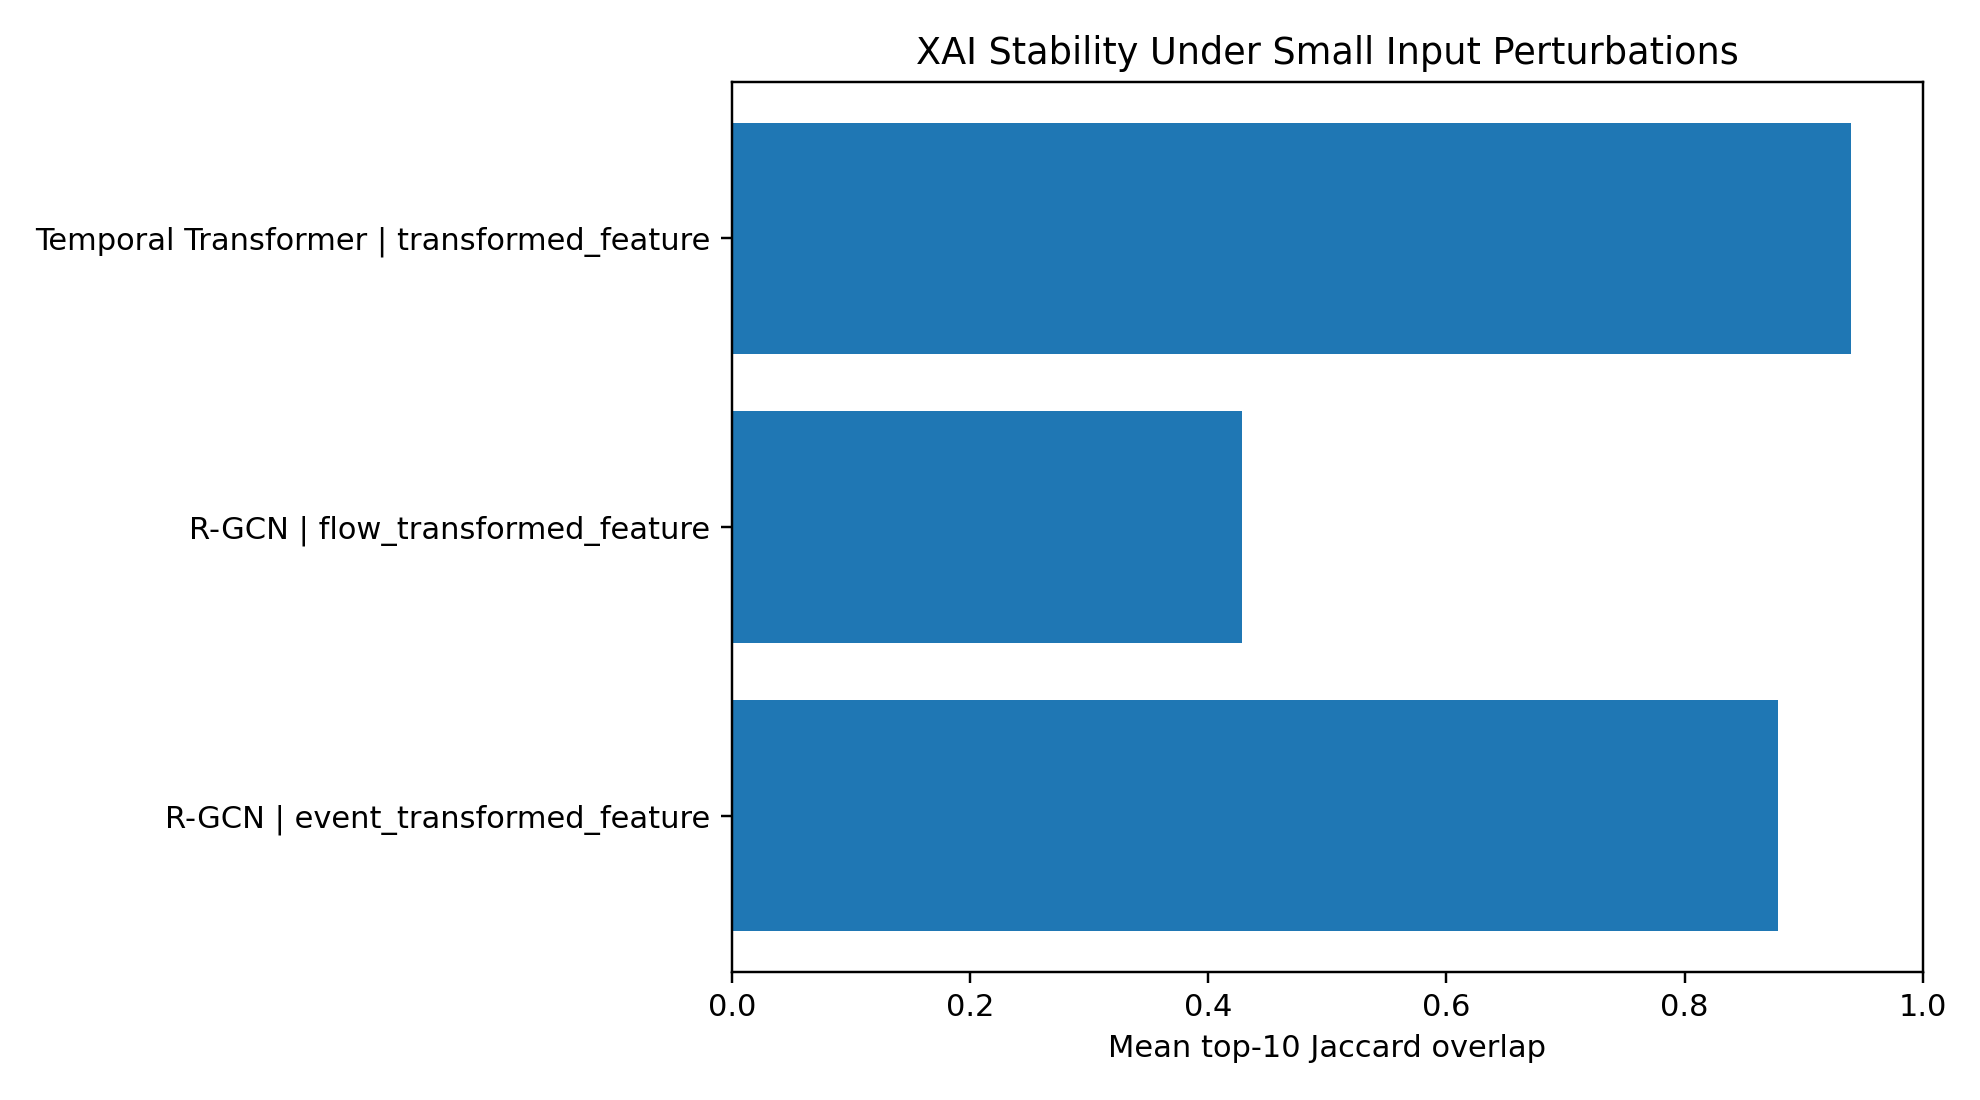 XAI Stability Under Small Input Perturbations
Temporal Transformer | transformed_feature
R-GCN | flow_transformed_feature
R-GCN | event_transformed_feature
0.0 0.2 0.4 0.6 0.8 1.0
Mean top-10 Jaccard overlap